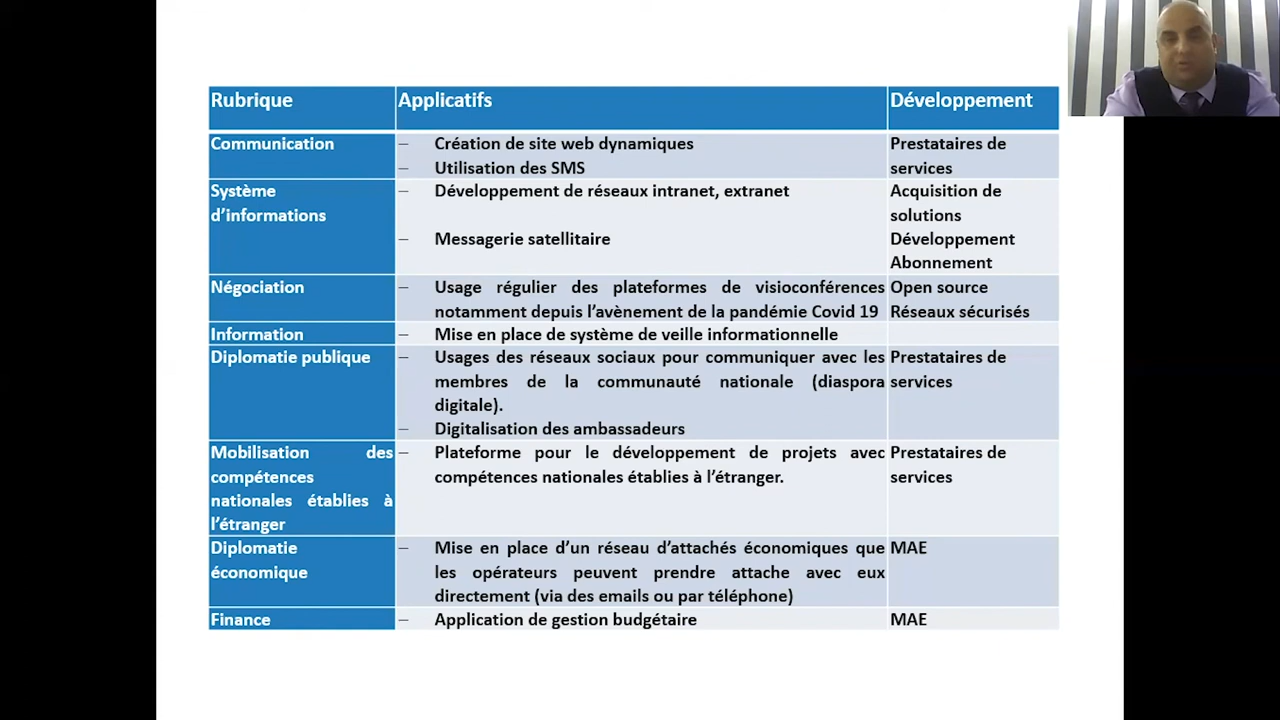 Rubrique Applicatifs Développement
Communication – Création de site web dynamiques Prestataires de
– Utilisation des SMS services
Système – Développement de réseaux intranet, extranet Acquisition de
d’informations solutions
– Messagerie satellitaire Développement
Abonnement
Négociation – Usage régulier des plateformes de visioconférences Open source
notamment depuis l’avènement de la pandémie Covid 19 Réseaux sécurisés
Information – Mise en place de système de veille informationnelle
Diplomatie publique – Usages des réseaux sociaux pour communiquer avec les Prestataires de
membres de la communauté nationale (diaspora services
digitale).
– Digitalisation des ambassadeurs
Mobilisation des – Plateforme pour le développement de projets avec Prestataires de
compétences compétences nationales établies à l’étranger. services
nationales établies à
l’étranger
Diplomatie – Mise en place d’un réseau d’attachés économiques que MAE
économique les opérateurs peuvent prendre attache avec eux
directement (via des emails ou par téléphone)
Finance – Application de gestion budgétaire MAE